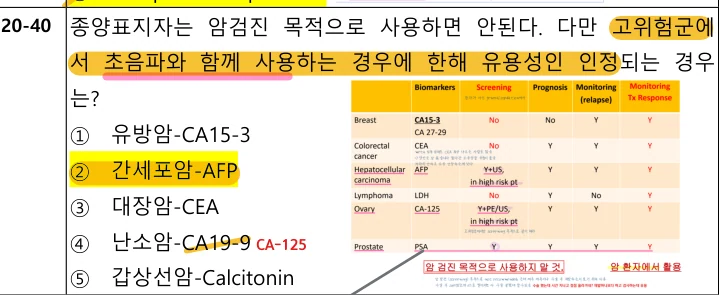 20-40
종양표지자는 암검진 목적으로 사용하면 안된다. 다만 고위험군에
서 초음파와 함께 사용하는 경우에 한해 유용성인 인정되는 경우
는?
① 유방암-CA15-3
② 간세포암-AFP
③ 대장암-CEA
④ 난소암-CA19-9 CA-125
⑤ 갑상선암-Calcitonin
Biomarkers Screening Prognosis Monitoring (relapse) Monitoring Tx Response
Breast CA15-3 No No Y Y
CA 27-29
Colorectal cancer CEA No Y Y Y
Hepatocellular carcinoma AFP Y+US, in high risk pt Y Y Y
Lymphoma LDH No Y No Y
Ovary CA-125 Y+PE/US, in high risk pt Y Y Y
Prostate PSA Y Y Y Y
암 검진 목적으로 사용하지 말 것. 암 환자에서 활용